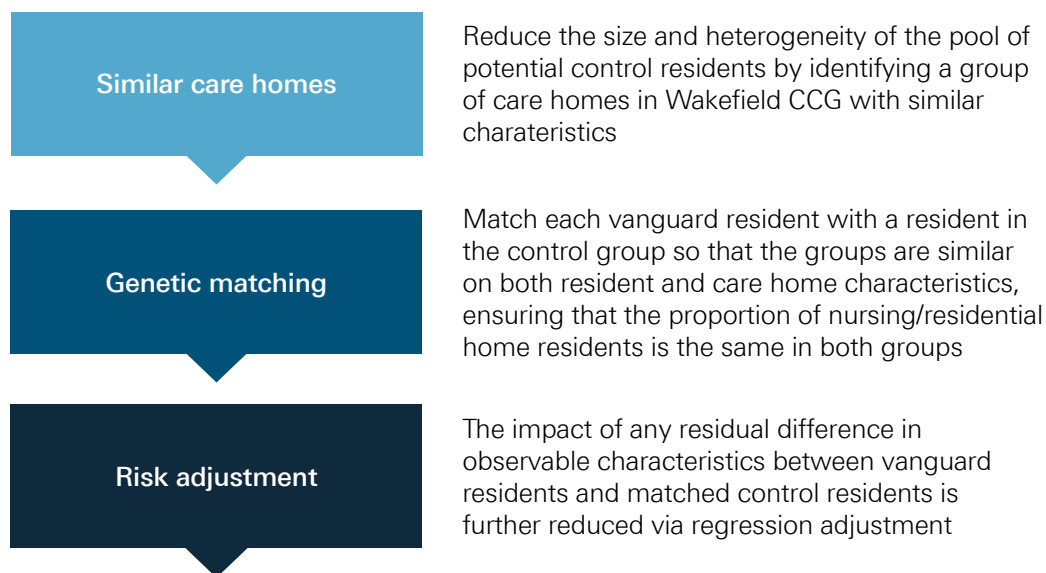 Similar care homes
Reduce the size and heterogeneity of the pool of
potential control residents by identifying a group
of care homes in Wakefield CCG with similar
charateristics
Genetic matching
Match each vanguard resident with a resident in
the control group so that the groups are similar
on both resident and care home characteristics,
ensuring that the proportion of nursing/residential
home residents is the same in both groups
Risk adjustment
The impact of any residual difference in
observable characteristics between vanguard
residents and matched control residents is
further reduced via regression adjustment